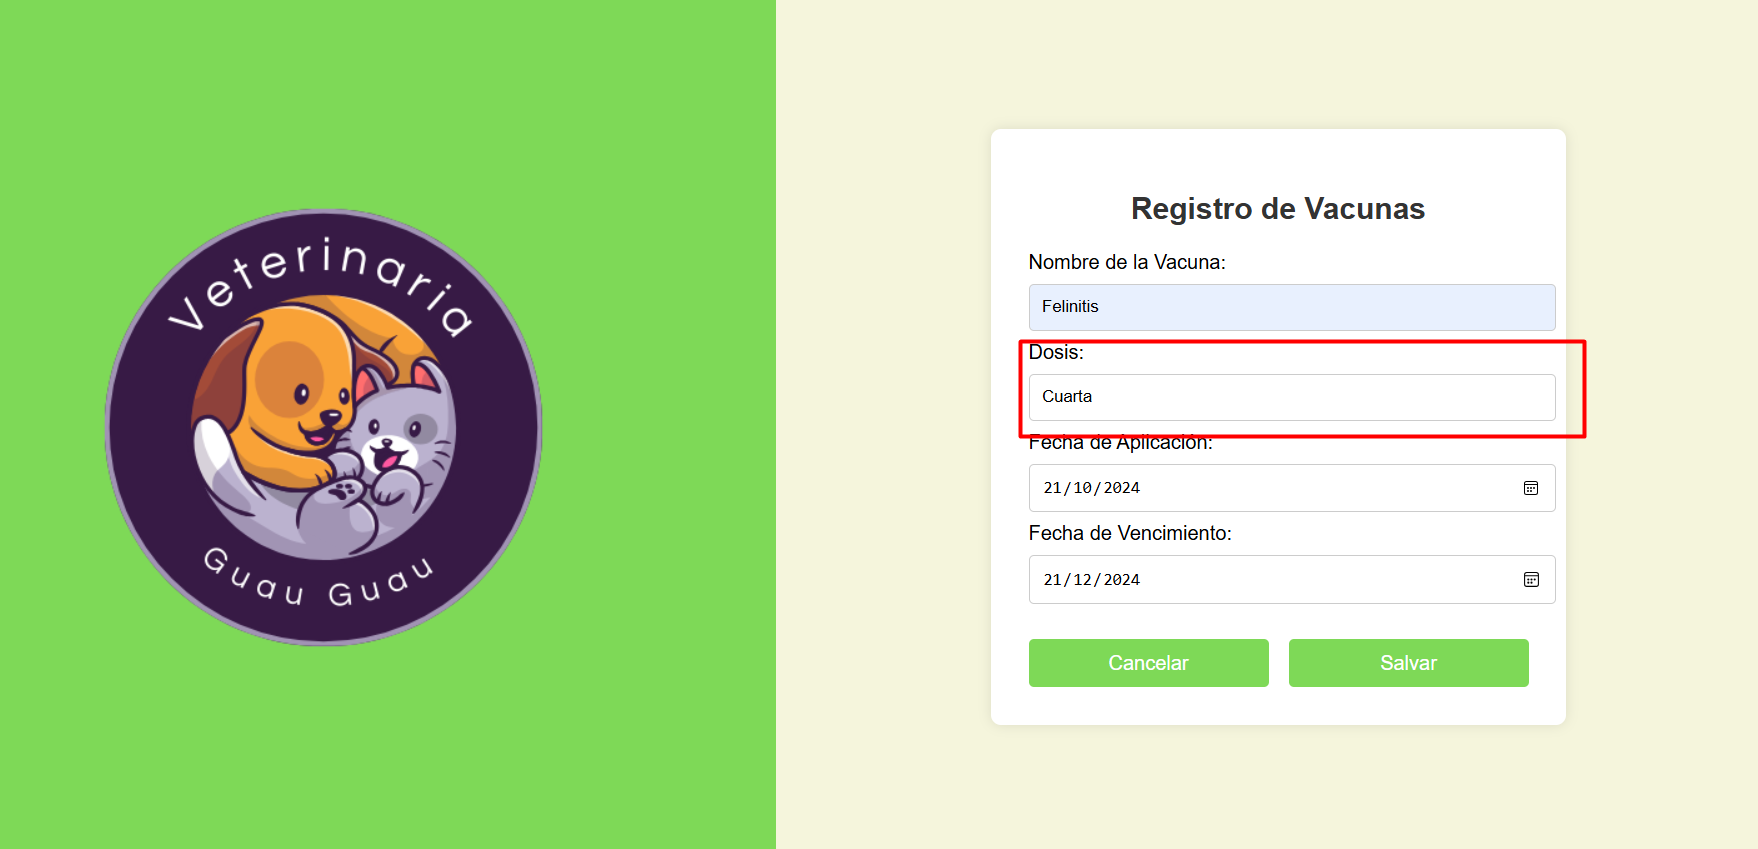 Veterinaria
Guau Guau
Registro de Vacunas
Nombre de la Vacuna:
Felinitis
Dosis:
Cuarta
Fecha de Aplicación:
21/10/2024
Fecha de Vencimiento:
21/12/2024
Cancelar
Salvar